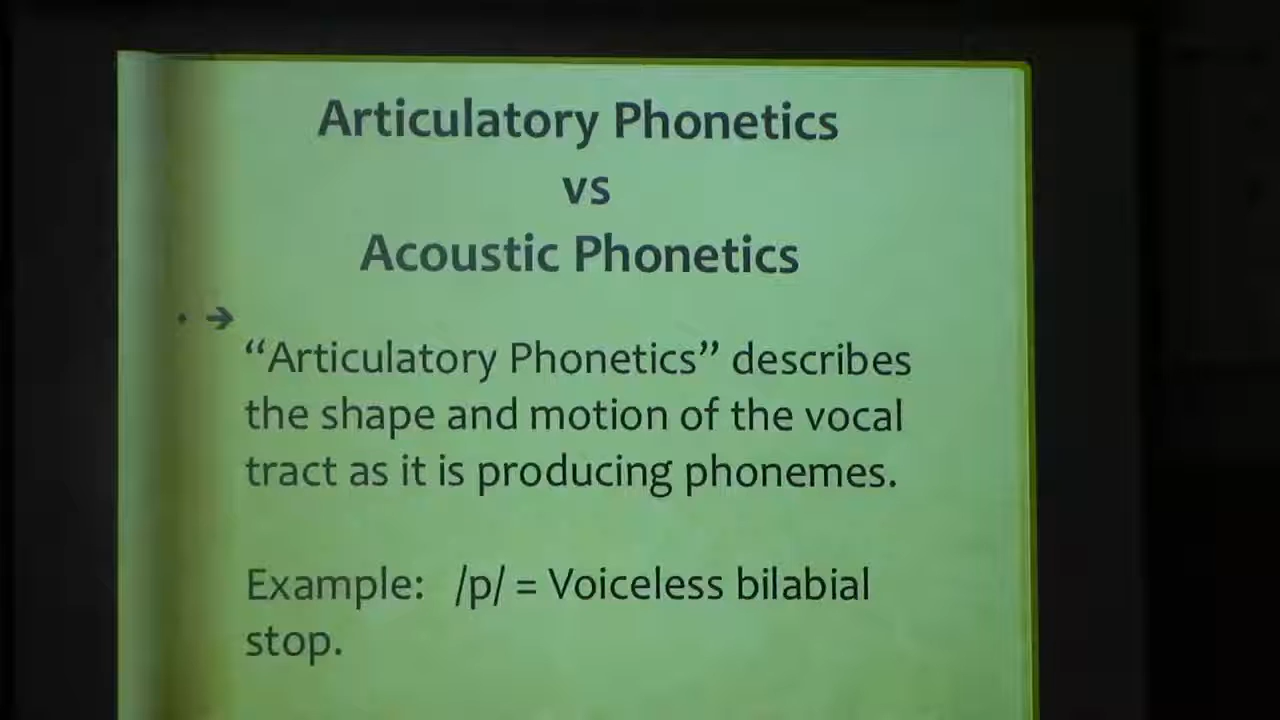 Articulatory Phonetics
vs
Acoustic Phonetics
• →
“Articulatory Phonetics” describes
the shape and motion of the vocal
tract as it is producing phonemes.
Example: /p/ = Voiceless bilabial
stop.